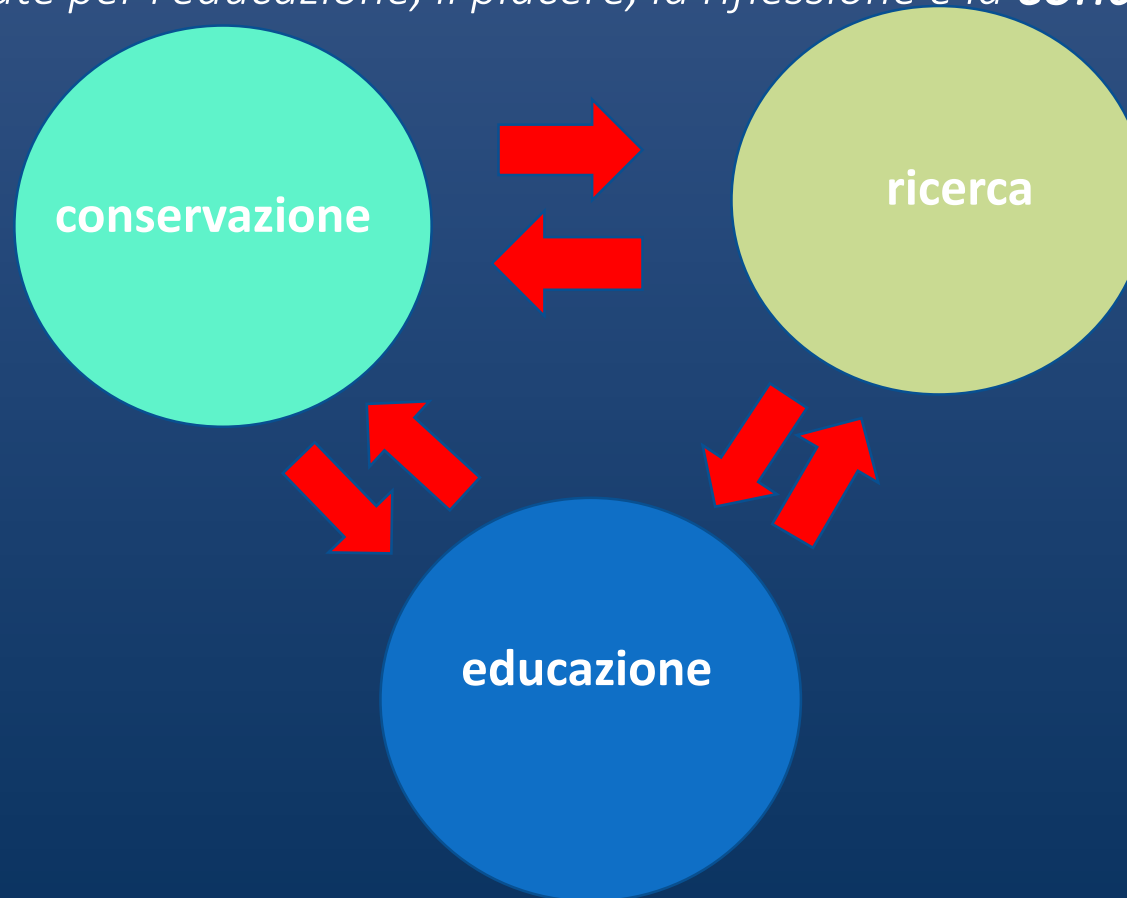 per l'educazione, il piacere, la riflessione e la
conservazione
ricerca
educazione